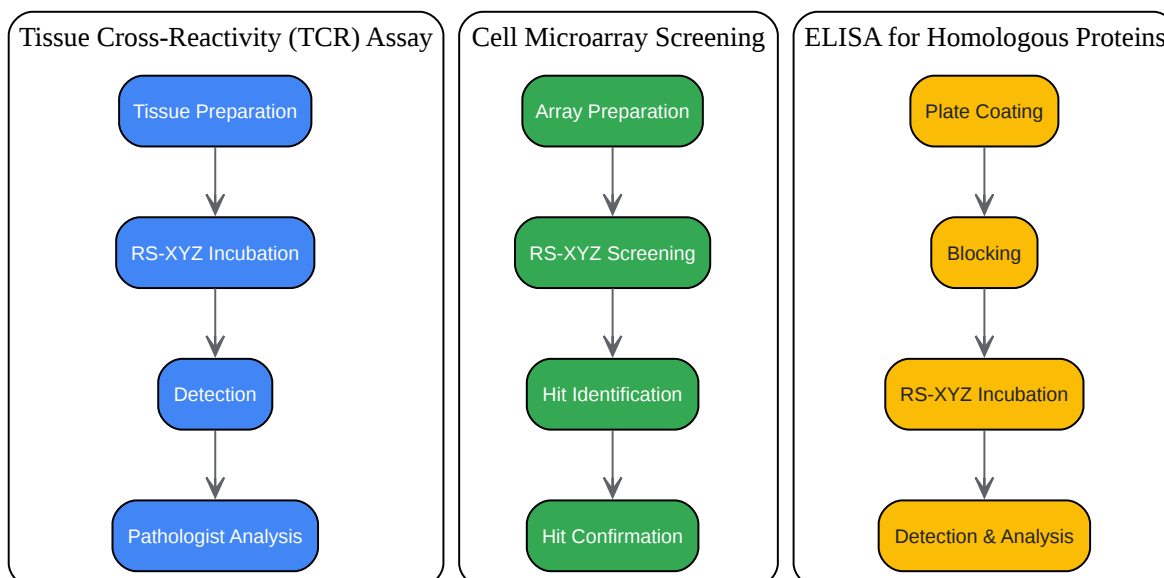 Tissue Cross-Reactivity (TCR) Assay
Tissue Preparation
RS-XYZ Incubation
Detection
Pathologist Analysis
Cell Microarray Screening
Array Preparation
RS-XYZ Screening
Hit Identification
Hit Confirmation
ELISA for Homologous Proteins
Plate Coating
Blocking
RS-XYZ Incubation
Detection & Analysis